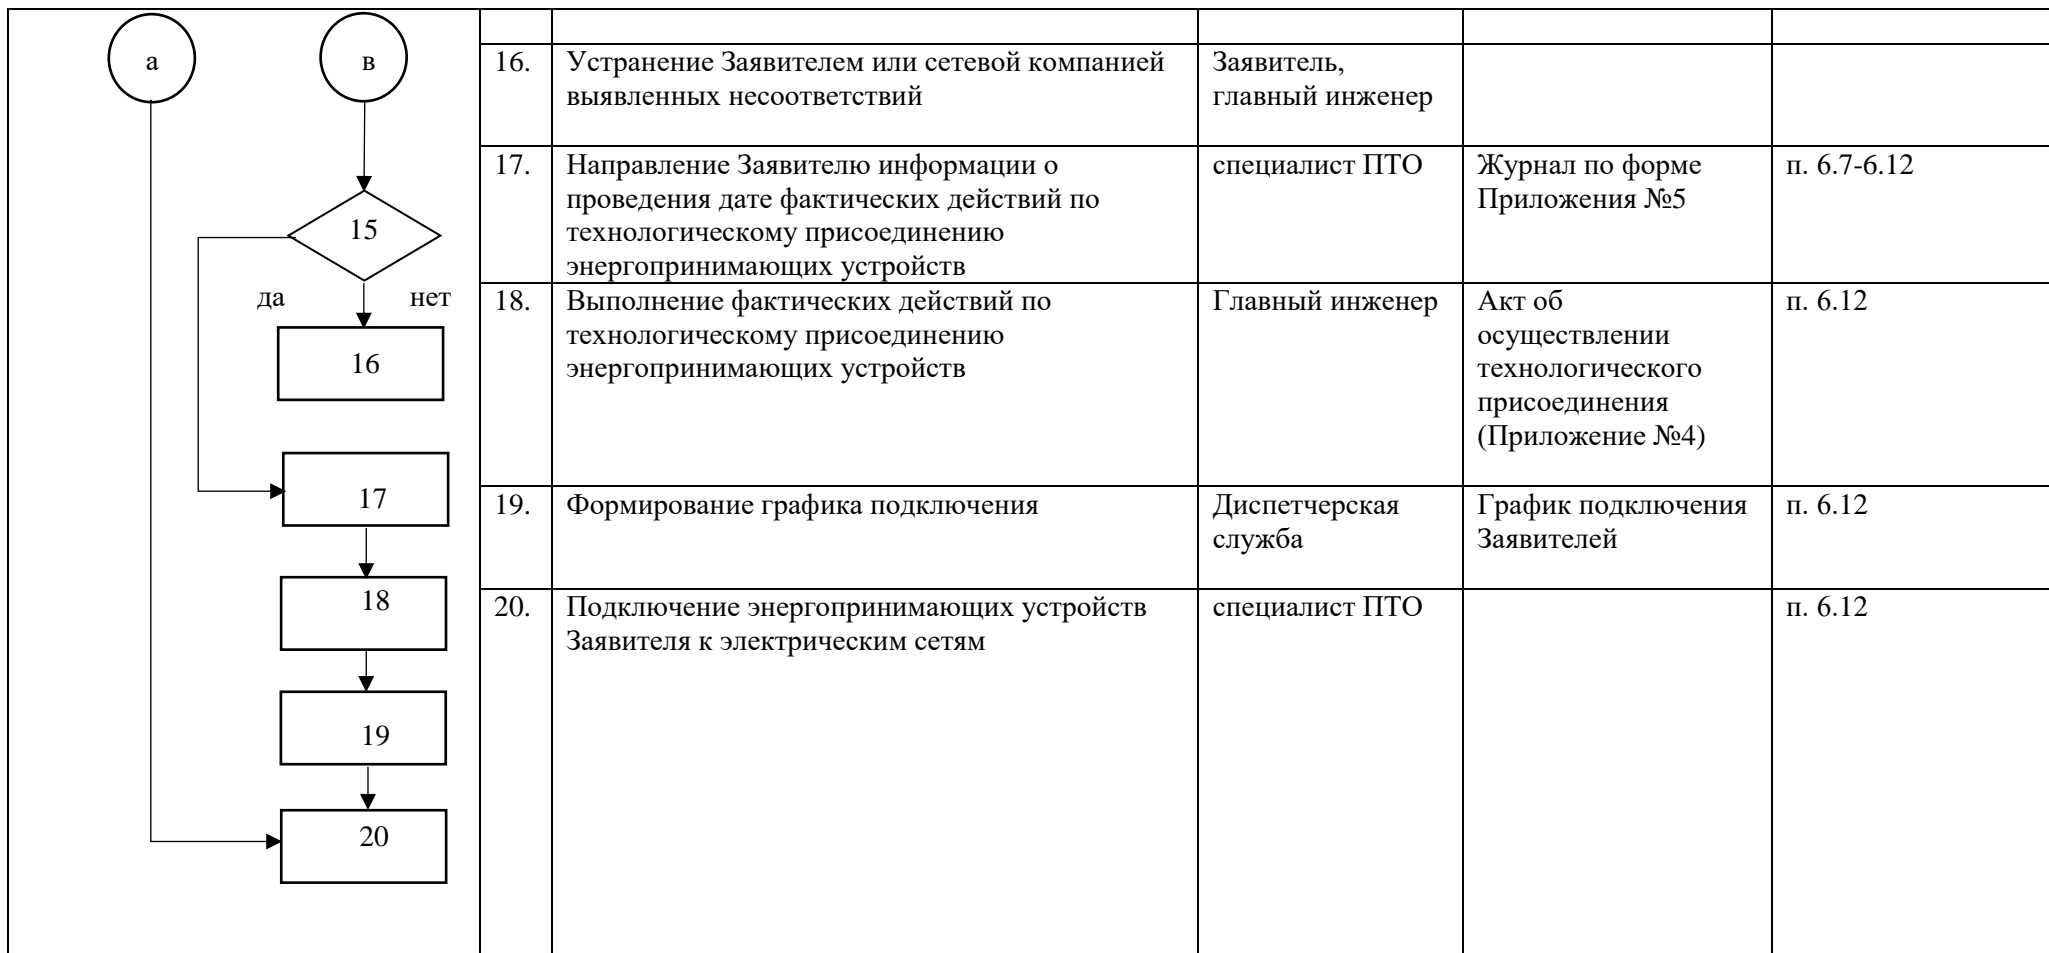 а
в
15
да
нет
16
17
18
19
20
16.
Устранение Заявителем или сетевой компанией
выявленных несоответствий
Заявитель,
главный инженер
17.
Направление Заявителю информации о
проведения дате фактических действий по
технологическому присоединению
энергопринимающих устройств
специалист ПТО
Журнал по форме
Приложения №5
п. 6.7-6.12
18.
Выполнение фактических действий по
технологическому присоединению
энергопринимающих устройств
Главный инженер
Акт об
осуществлении
технологического
присоединения
(Приложение №4)
п. 6.12
19.
Формирование графика подключения
Диспетчерская
служба
График подключения
Заявителей
п. 6.12
20.
Подключение энергопринимающих устройств
Заявителя к электрическим сетям
специалист ПТО
п. 6.12